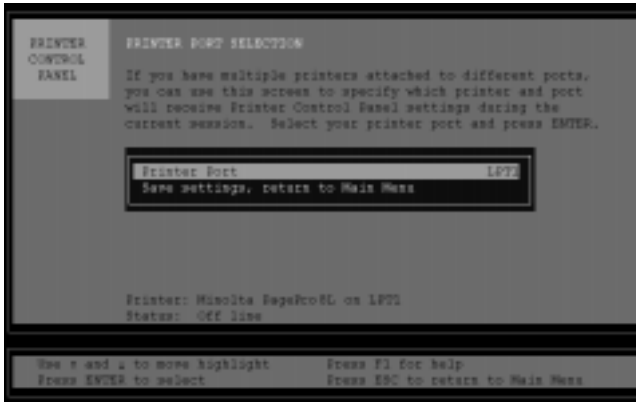 PRINTER
CONTROL
PANEL
PRINTER PORT SELECTION
If you have multiple printers attached to different ports,
you can use this screen to specify which printer and port
will receive Printer Control Panel settings during the
current session. Select your printer port and press ENTER.
Printer Port LPT1
Save settings, return to Main Menu
Printer: Minolta PagePro8L on LPT1
Status: Off line
Use ↑ and ↓ to move highlight Press F1 for help
Press ENTER to select Press ESC to return to Main Menu